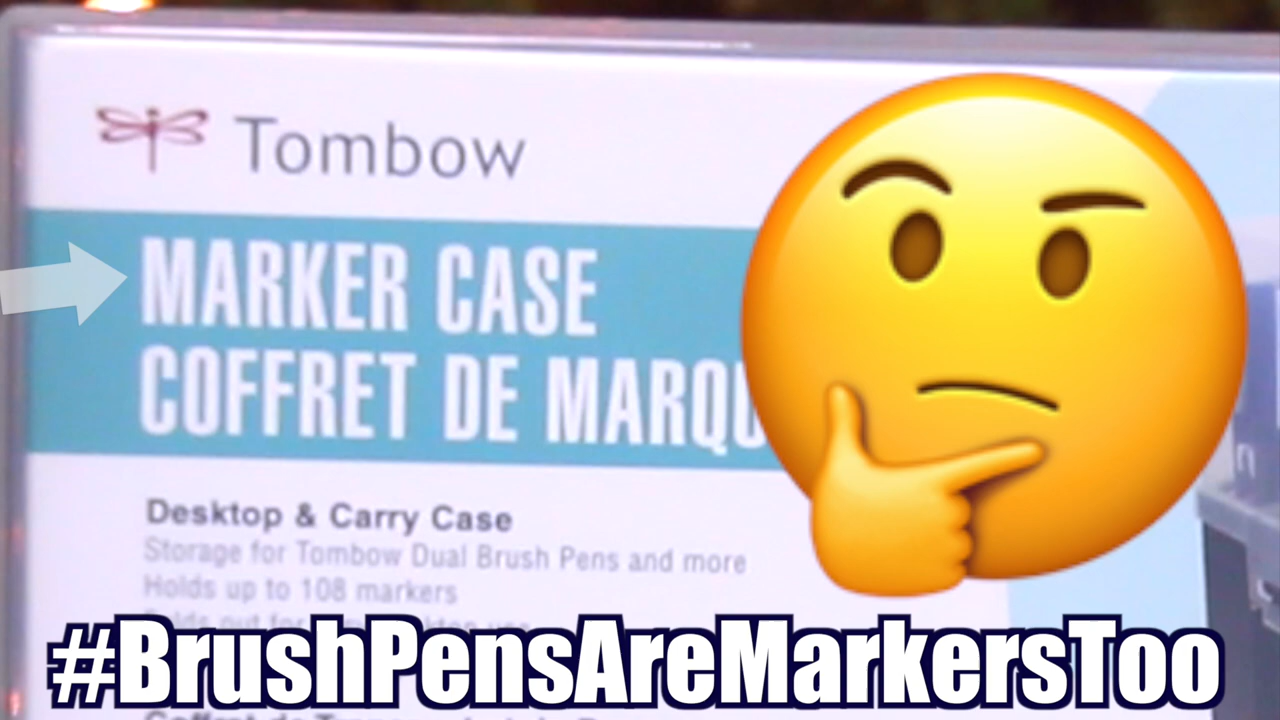 Tombow
MARKER CASE
COFFRET DE MARQU
Desktop & Carry Case
Storage for Tombow Dual Brush Pens and more
Holds up to 108 markers
#BrushPensAreMarkersToo